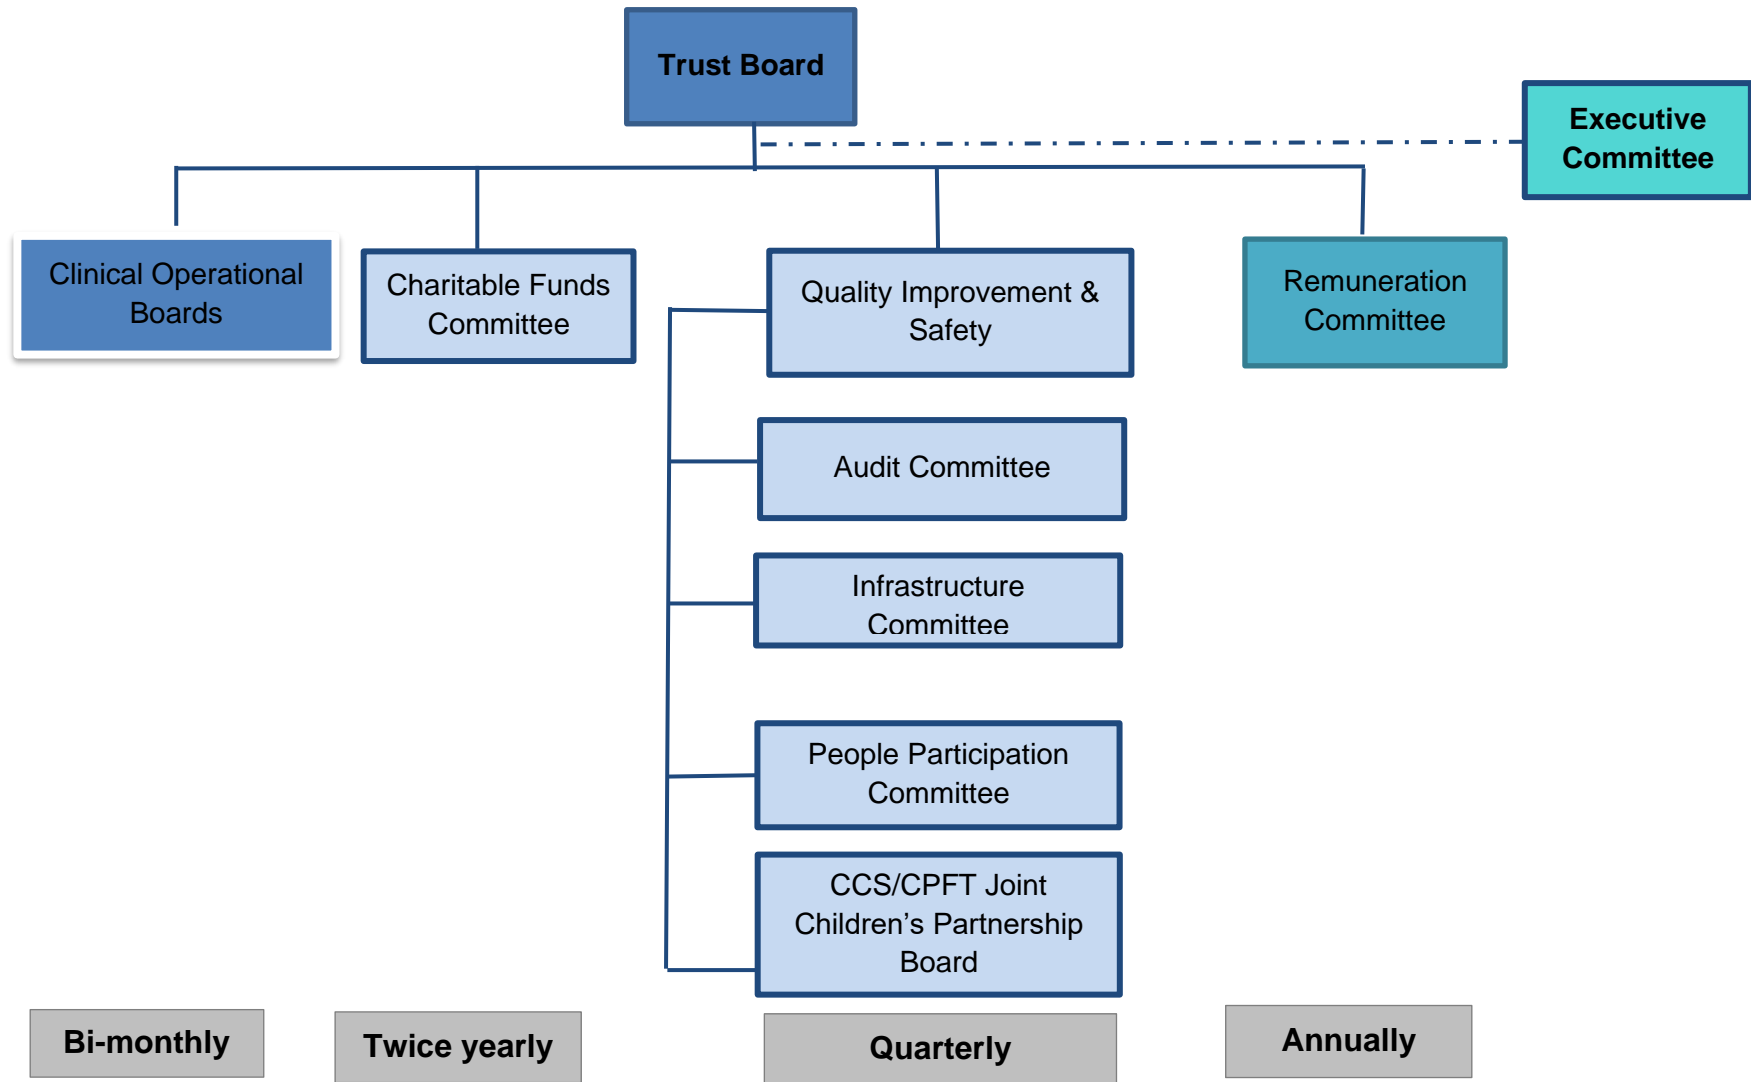 Trust Board
Executive
Committee
Clinical Operational
Boards
Charitable Funds
Committee
Quality Improvement &
Safety
Remuneration
Committee
Audit Committee
Infrastructure
Committee
People Participation
Committee
CCS/CPFT Joint
Children’s Partnership
Board
Bi-monthly
Twice yearly
Quarterly
Annually